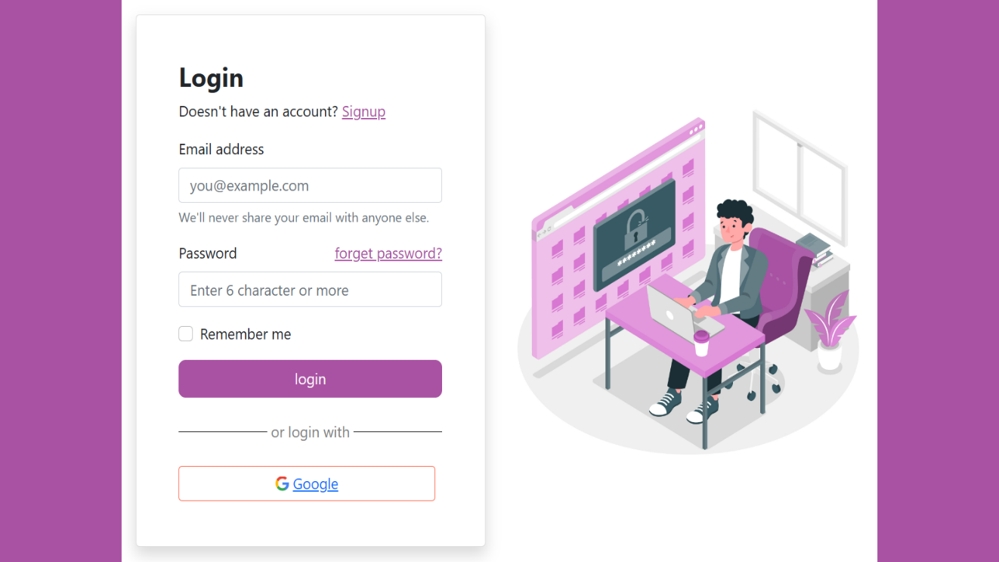 Login
Doesn't have an account? Signup
Email address
you@example.com
We'll never share your email with anyone else.
Password forget password?
Enter 6 character or more
Remember me
login
or login with
Google
********